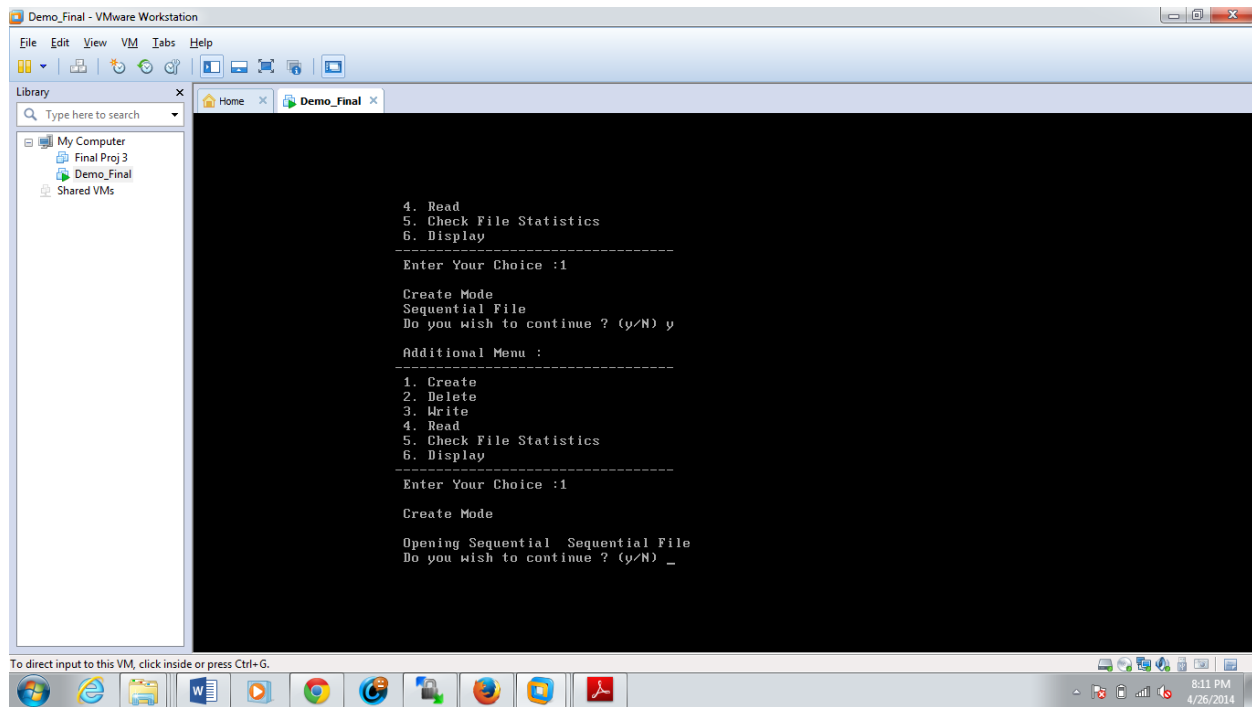 Demo_Final - VMware Workstation
File Edit View VM Tabs Help
Library x
Home × Demo_Final ×
Type here to search
My Computer
Final Proj 3
Demo_Final
Shared VMs
4. Read
5. Check File Statistics
6. Display
----------------------------------
Enter Your Choice :1
Create Mode
Sequential File
Do you wish to continue ? (y/N) y
Additional Menu :
----------------------------------
1. Create
2. Delete
3. Write
4. Read
5. Check File Statistics
6. Display
----------------------------------
Enter Your Choice :1
Create Mode
Opening Sequential  Sequential File
Do you wish to continue ? (y/N) _
To direct input to this VM, click inside or press Ctrl+G.
8:11 PM
4/26/2014